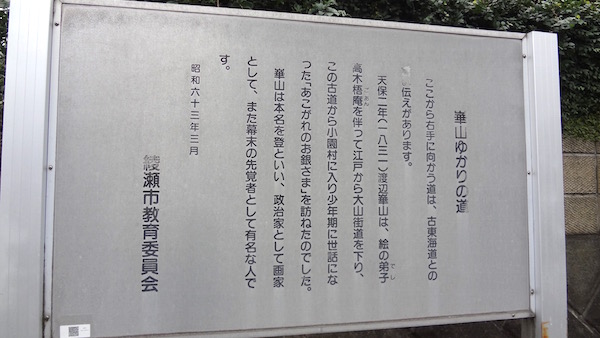 崋山ゆかりの道
ここから右手に向かう道は、古東海道との
伝えがあります。
天保二年(一八三一)渡辺崋山は、絵の弟子
でし
高木梧庵を伴って江戸から大山街道を下り、
ごあん
この古道から小園村に入り少年期に世話にな
った「あこがれのお銀さま」を訪ねたのでした。
崋山は本名を登といい、政治家として画家
として、また幕末の先覚者として有名な人で
す。
昭和六十三年三月
綾瀬市教育委員会